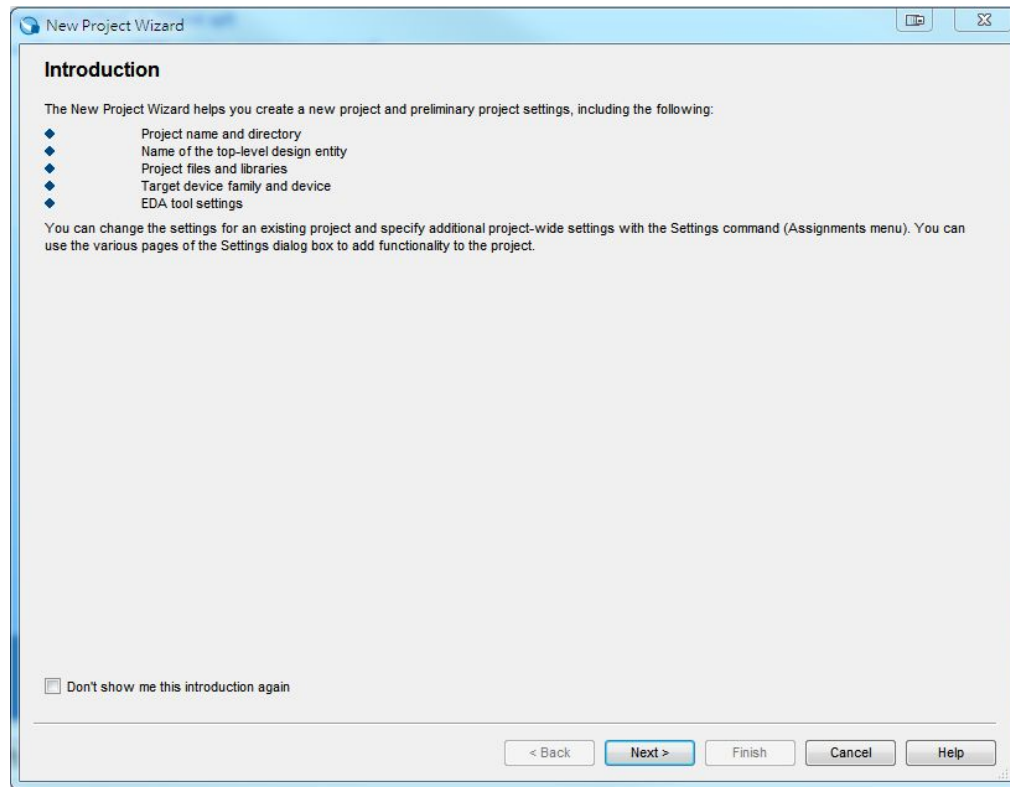 New Project Wizard
Introduction
The New Project Wizard helps you create a new project and preliminary project settings, including the following:
Project name and directory
Name of the top-level design entity
Project files and libraries
Target device family and device
EDA tool settings
You can change the settings for an existing project and specify additional project-wide settings with the Settings command (Assignments menu). You can
use the various pages of the Settings dialog box to add functionality to the project.
Don't show me this introduction again
< Back Next > Finish Cancel Help